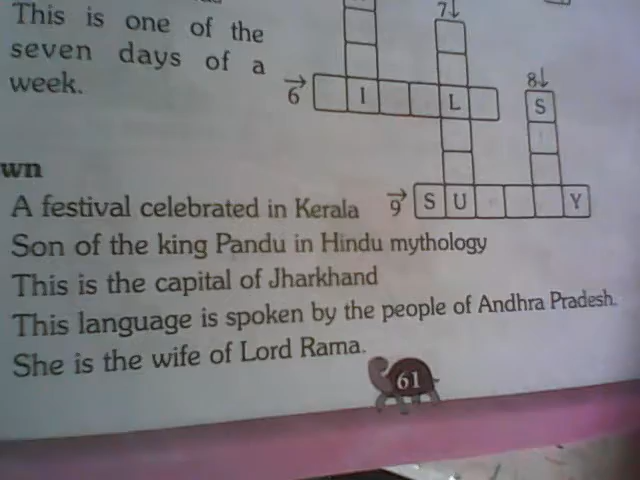 This is one of the
seven days of a
week.
7↓
8↓
6→
I
L
S
wn
A festival celebrated in Kerala
9→
S U Y
Son of the king Pandu in Hindu mythology
This is the capital of Jharkhand
This language is spoken by the people of Andhra Pradesh.
She is the wife of Lord Rama.
61